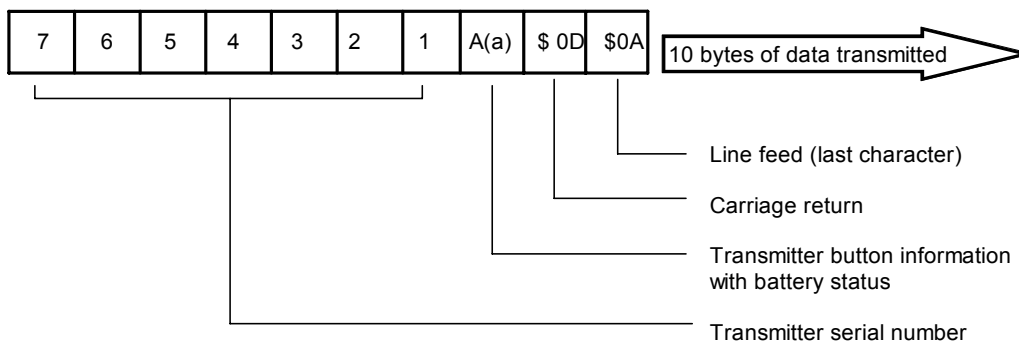 7 6 5 4 3 2 1 A(a) $ 0D $0A
10 bytes of data transmitted
Line feed (last character)
Carriage return
Transmitter button information
with battery status
Transmitter serial number